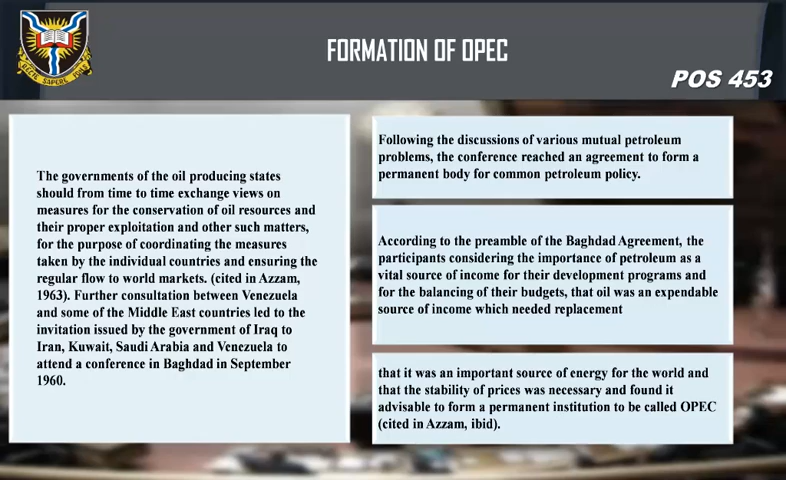 RECTE SAPERE FONS
FORMATION OF OPEC
POS 453
The governments of the oil producing states
should from time to time exchange views on
measures for the conservation of oil resources and
their proper exploitation and other such matters,
for the purpose of coordinating the measures
taken by the individual countries and ensuring the
regular flow to world markets. (cited in Azzam,
1963). Further consultation between Venezuela
and some of the Middle East countries led to the
invitation issued by the government of Iraq to
Iran, Kuwait, Saudi Arabia and Venezuela to
attend a conference in Baghdad in September
1960.
Following the discussions of various mutual petroleum
problems, the conference reached an agreement to form a
permanent body for common petroleum policy.
According to the preamble of the Baghdad Agreement, the
participants considering the importance of petroleum as a
vital source of income for their development programs and
for the balancing of their budgets, that oil was an expendable
source of income which needed replacement
that it was an important source of energy for the world and
that the stability of prices was necessary and found it
advisable to form a permanent institution to be called OPEC
(cited in Azzam, ibid).